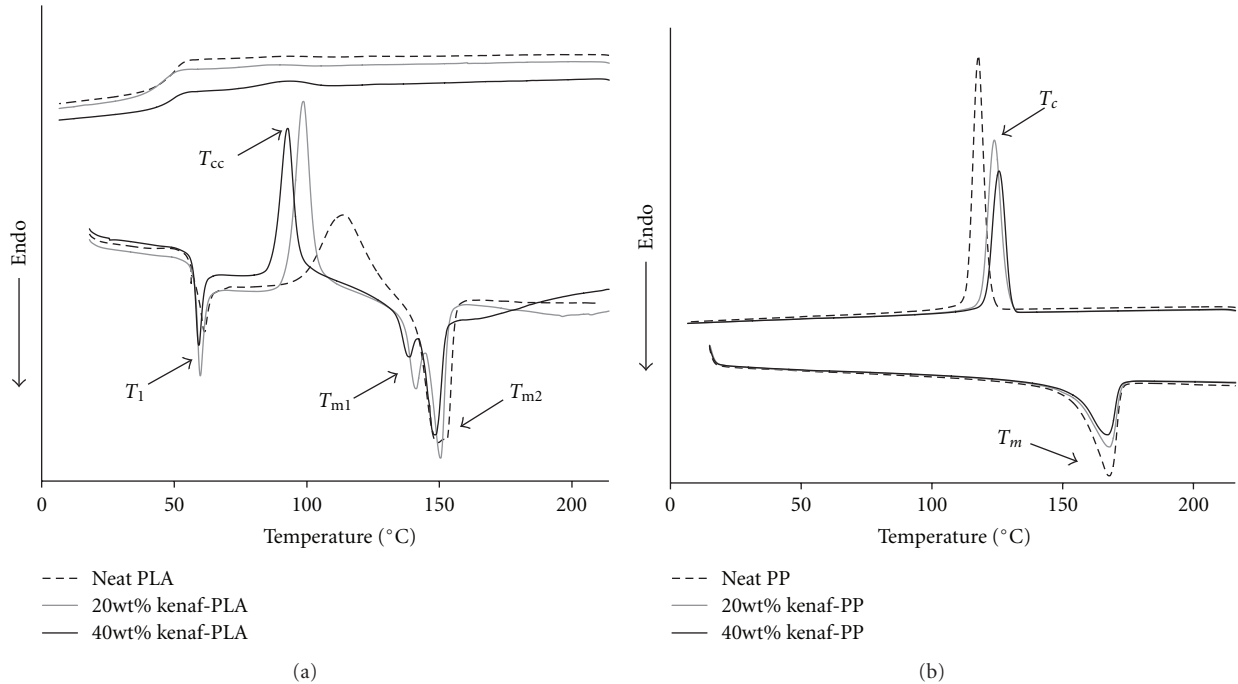 Endo
T_cc
T_1
T_m1
T_m2
0 50 100 150 200
Temperature (°C)
Neat PLA
20wt% kenaf-PLA
40wt% kenaf-PLA
(a)
Endo
T_c
T_m
0 50 100 150 200
Temperature (°C)
Neat PP
20wt% kenaf-PP
40wt% kenaf-PP
(b)